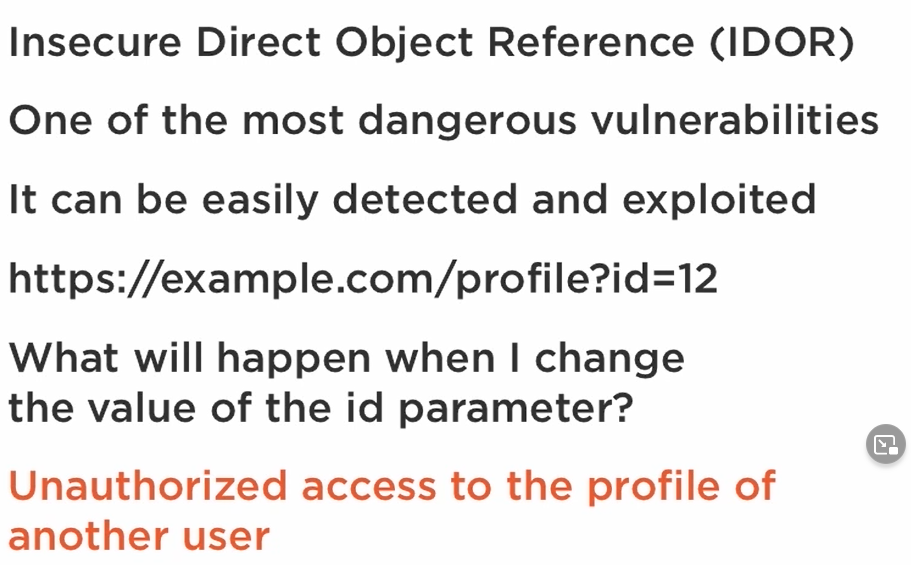 Insecure Direct Object Reference (IDOR)
One of the most dangerous vulnerabilities
It can be easily detected and exploited
https://example.com/profile?id=12
What will happen when I change
the value of the id parameter?
Unauthorized access to the profile of
another user